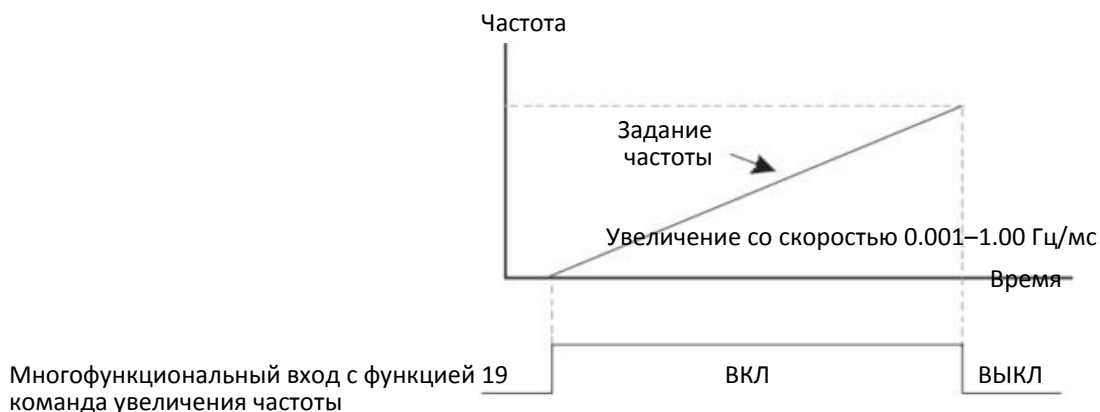 Частота
Задание
частоты
Увеличение со скоростью 0.001–1.00 Гц/мс
Время
Многофункциональный вход с функцией 19
команда увеличения частоты
ВКЛ
ВЫКЛ